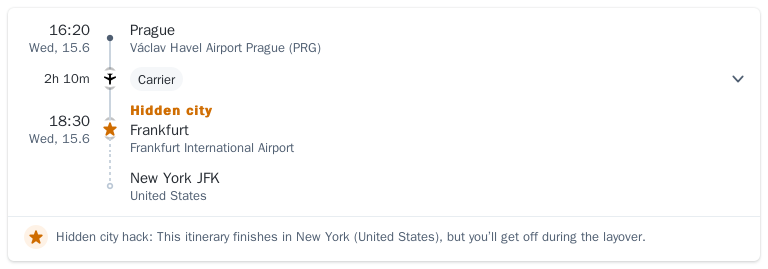 16:20
Prague
Wed, 15.6
Václav Havel Airport Prague (PRG)
2h 10m
Carrier
Hidden city
18:30
Frankfurt
Wed, 15.6
Frankfurt International Airport
New York JFK
United States
Hidden city hack: This itinerary finishes in New York (United States), but you'll get off during the layover.